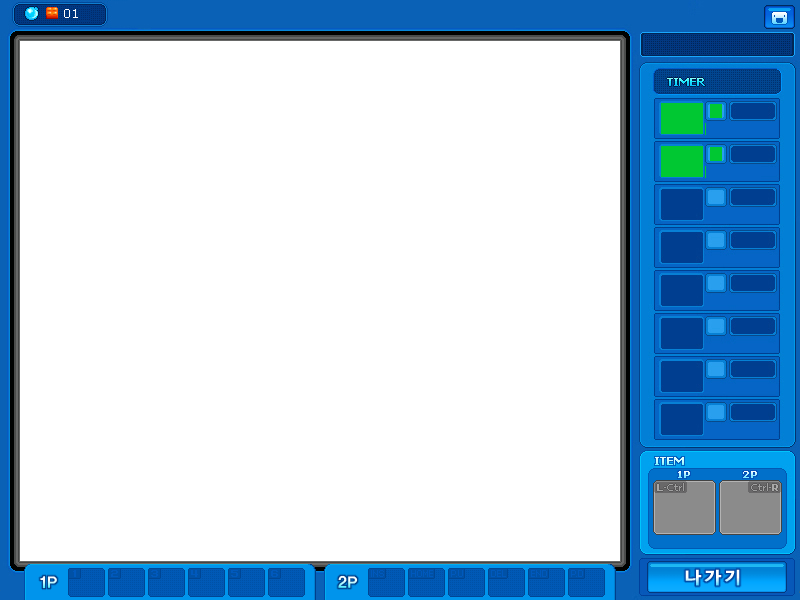 01
TIMER
ITEM
1P 2P
L-Ctrl Ctrl-R
1P 2P
나가기